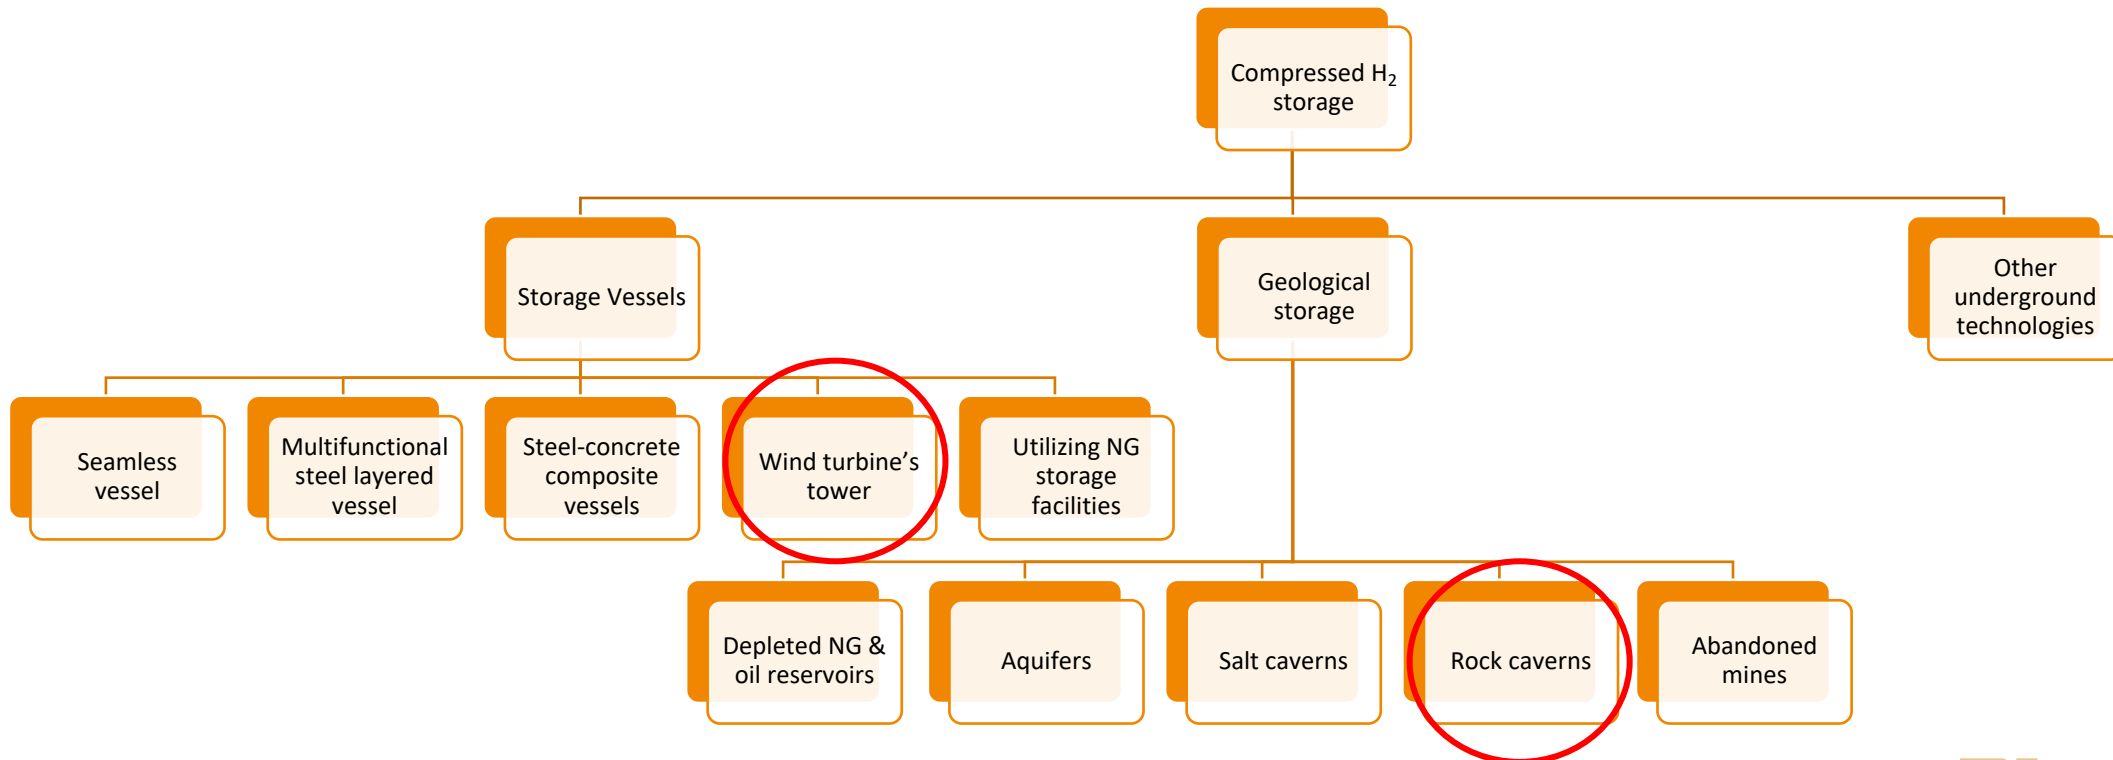 Compressed H₂
storage
Storage Vessels
Geological
storage
Other
underground
technologies
Seamless
vessel
Multifunctional
steel layered
vessel
Steel-concrete
composite
vessels
Wind turbine’s
tower
Utilizing NG
storage
facilities
Depleted NG &
oil reservoirs
Aquifers
Salt caverns
Rock caverns
Abandoned
mines